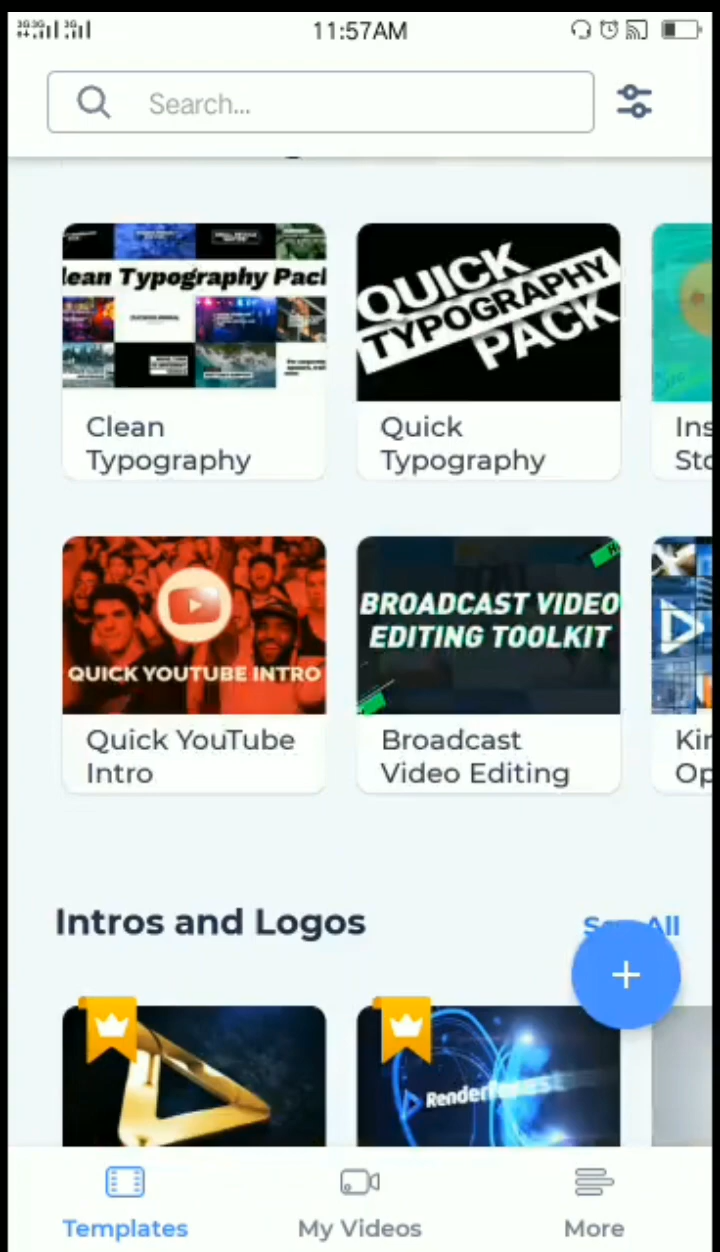 11:57AM
Search...
lean Typography Pac
Clean
Typography
QUICK
TYPOGRAPHY
PACK
Quick
Typography
Ins
Sto
QUICK YOUTUBE INTRO
Quick YouTube
Intro
BROADCAST VIDEO
EDITING TOOLKIT
Broadcast
Video Editing
Kin
Op
Intros and Logos
See All
+
Renderforest
Templates
My Videos
More